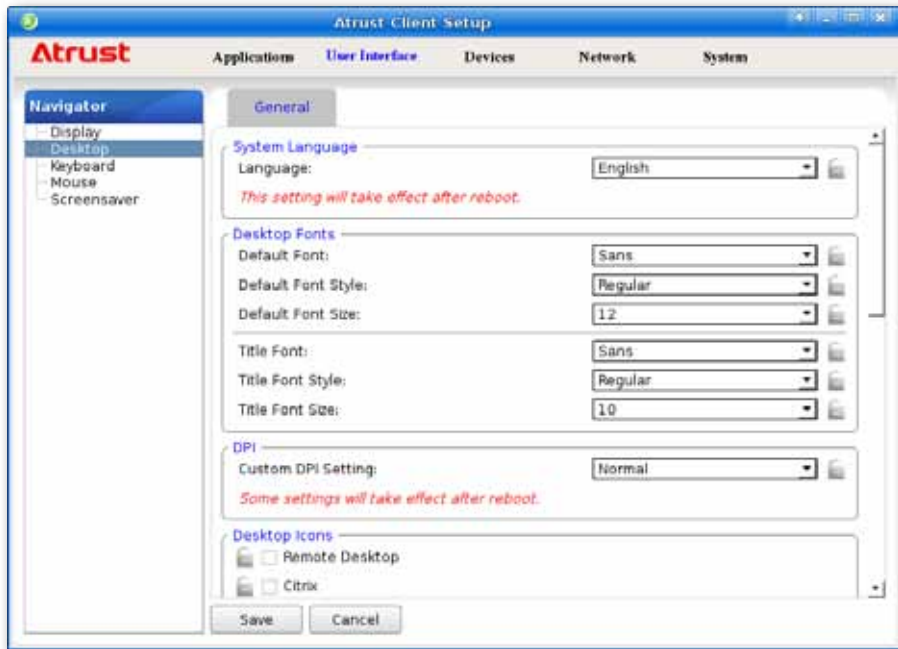 Atrust Client Setup
Atrust
Applications User Interface Devices Network System
Navigator
Display
Desktop
Keyboard
Mouse
Screensaver
General
System Language
Language: English
This setting will take effect after reboot.
Desktop Fonts
Default Font: Sans
Default Font Style: Regular
Default Font Size: 12
Title Font: Sans
Title Font Style: Regular
Title Font Size: 10
DPI
Custom DPI Setting: Normal
Some settings will take effect after reboot.
Desktop Icons
Remote Desktop
Citrix
Save Cancel